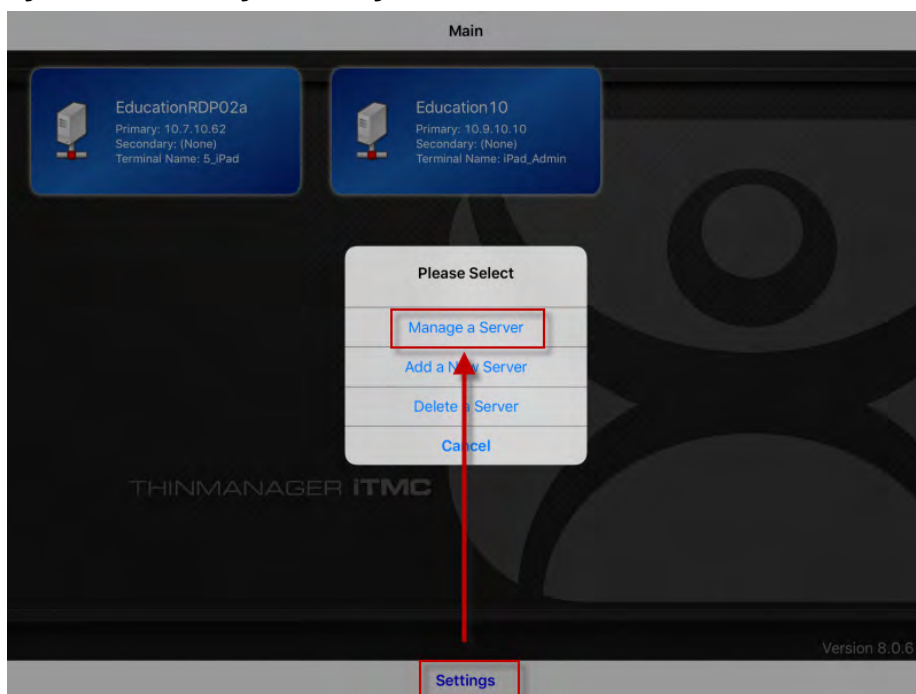 Main
EducationRDP02a
Primary: 10.7.10.62
Secondary: (None)
Terminal Name: 5_iPad
Education10
Primary: 10.9.10.10
Secondary: (None)
Terminal Name: iPad_Admin
Please Select
Manage a Server
Add a New Server
Delete a Server
Cancel
THINMANAGER iTMC
Version 8.0.6
Settings